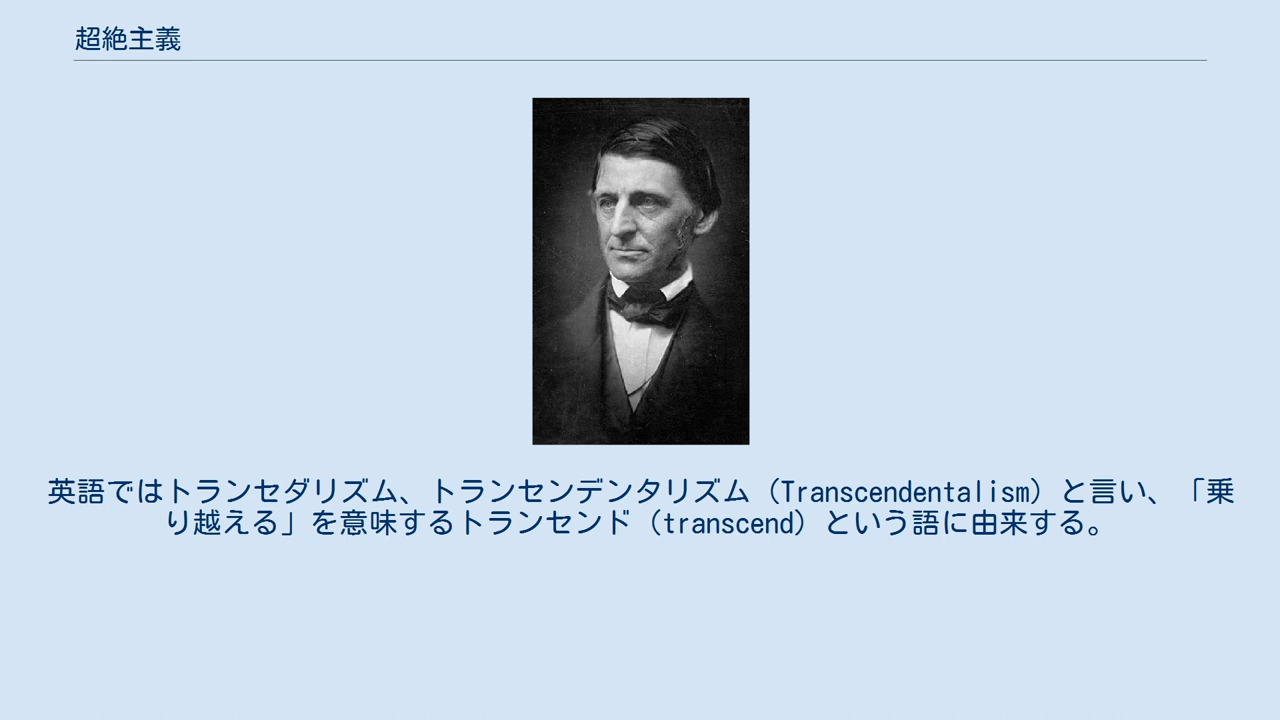 超絶主義
英語ではトランセダリズム、トランセンデンタリズム（Transcendentalism）と言い、「乗
り越える」を意味するトランセンド（transcend）という語に由来する。